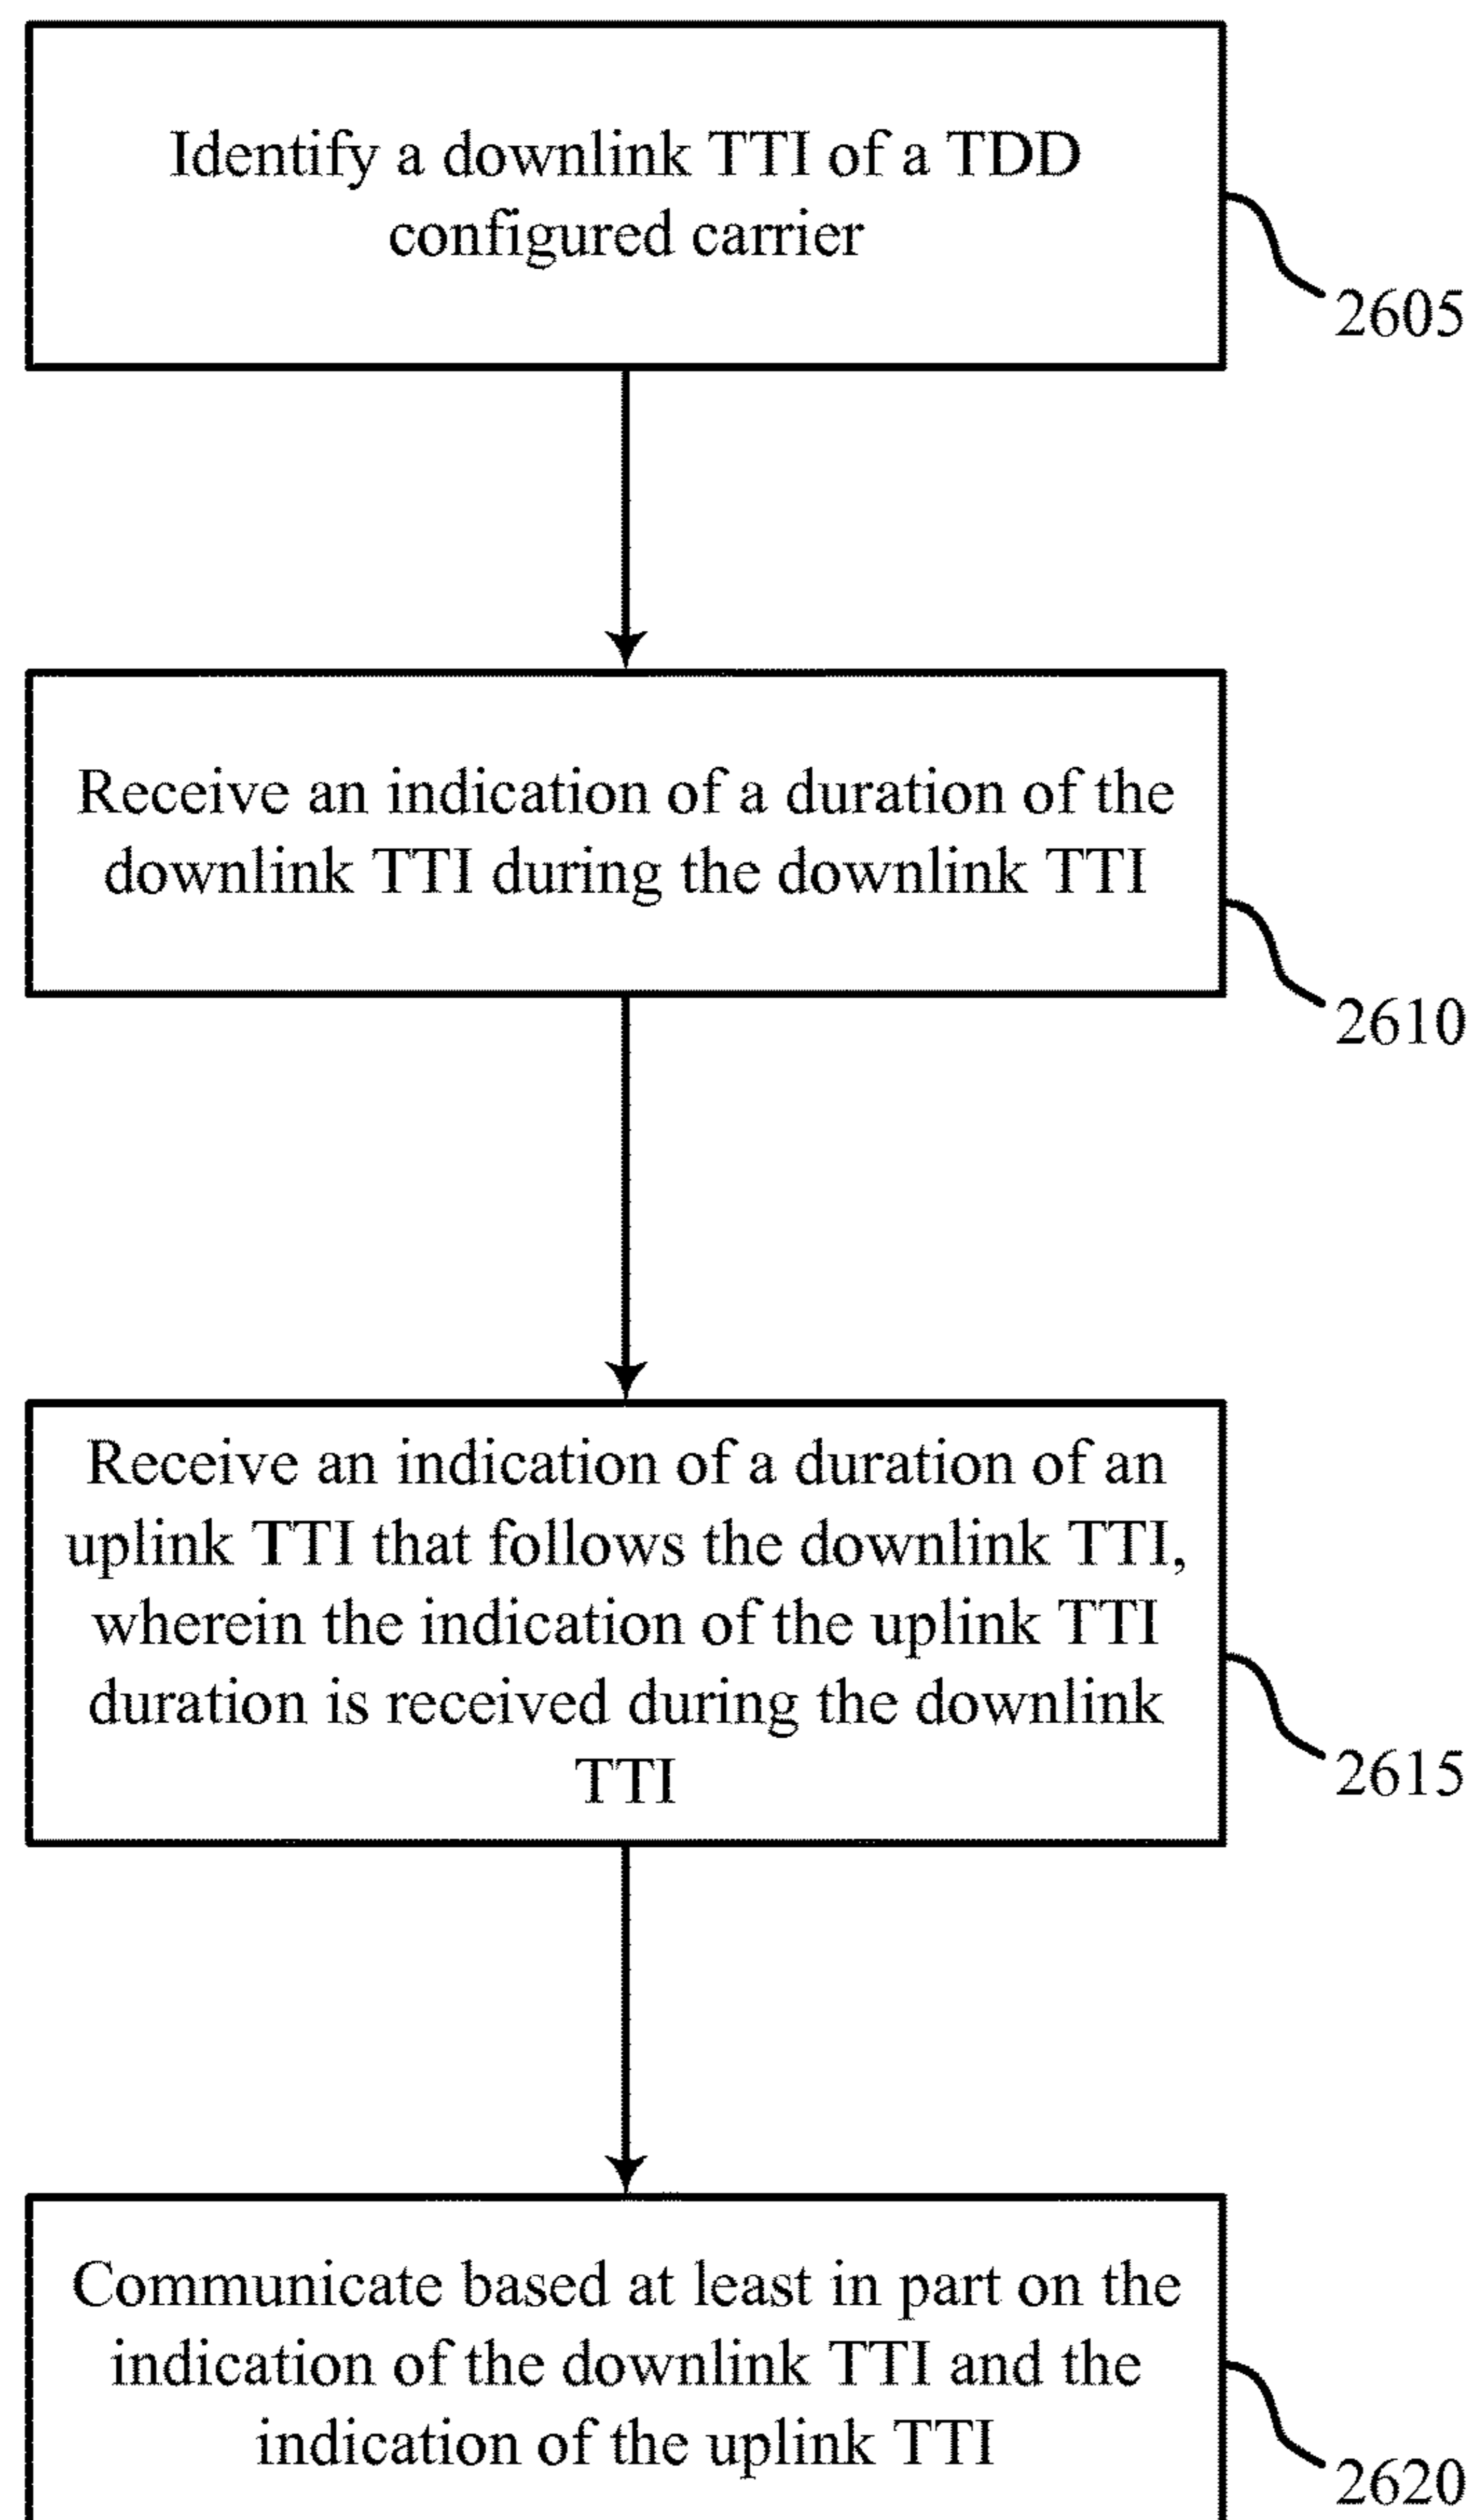 Identify a downlink TTI of a TDD
configured carrier
2605
Receive an indication of a duration of the
downlink TTI during the downlink TTI
2610
Receive an indication of a duration of an
uplink TTI that follows the downlink TTI,
wherein the indication of the uplink TTI
duration is received during the downlink
TTI
2615
Communicate based at least in part on the
indication of the downlink TTI and the
indication of the uplink TTI
2620